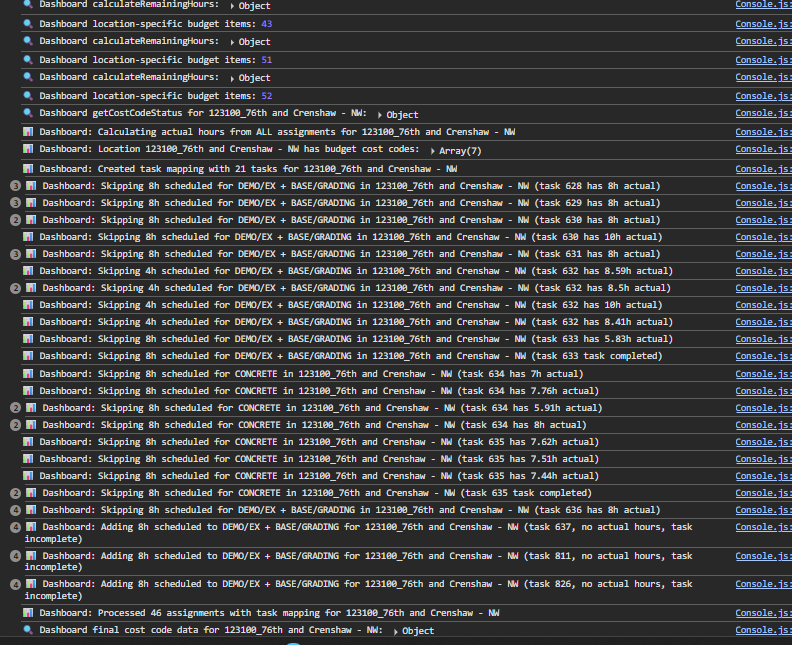 Dashboard calculateRemainingHours: ▸ Object Console.js:
Dashboard location-specific budget items: 43 Console.js:
Dashboard calculateRemainingHours: ▸ Object Console.js:
Dashboard location-specific budget items: 51 Console.js:
Dashboard calculateRemainingHours: ▸ Object Console.js:
Dashboard location-specific budget items: 52 Console.js:
Dashboard getCostCodeStatus for 123100_76th and Crenshaw - NW: ▸ Object Console.js:
Dashboard: Calculating actual hours from ALL assignments for 123100_76th and Crenshaw - NW Console.js:
Dashboard: Location 123100_76th and Crenshaw - NW has budget cost codes: ▸ Array(7) Console.js:
Dashboard: Created task mapping with 21 tasks for 123100_76th and Crenshaw - NW Console.js:
3 Dashboard: Skipping 8h scheduled for DEMO/EX + BASE/GRADING in 123100_76th and Crenshaw - NW (task 628 has 8h actual) Console.js:
3 Dashboard: Skipping 8h scheduled for DEMO/EX + BASE/GRADING in 123100_76th and Crenshaw - NW (task 629 has 8h actual) Console.js:
2 Dashboard: Skipping 8h scheduled for DEMO/EX + BASE/GRADING in 123100_76th and Crenshaw - NW (task 630 has 8h actual) Console.js:
Dashboard: Skipping 8h scheduled for DEMO/EX + BASE/GRADING in 123100_76th and Crenshaw - NW (task 630 has 10h actual) Console.js:
3 Dashboard: Skipping 8h scheduled for DEMO/EX + BASE/GRADING in 123100_76th and Crenshaw - NW (task 631 has 8h actual) Console.js:
Dashboard: Skipping 4h scheduled for DEMO/EX + BASE/GRADING in 123100_76th and Crenshaw - NW (task 632 has 8.59h actual) Console.js:
2 Dashboard: Skipping 4h scheduled for DEMO/EX + BASE/GRADING in 123100_76th and Crenshaw - NW (task 632 has 8.5h actual) Console.js:
Dashboard: Skipping 4h scheduled for DEMO/EX + BASE/GRADING in 123100_76th and Crenshaw - NW (task 632 has 10h actual) Console.js:
Dashboard: Skipping 4h scheduled for DEMO/EX + BASE/GRADING in 123100_76th and Crenshaw - NW (task 632 has 8.41h actual) Console.js:
Dashboard: Skipping 8h scheduled for DEMO/EX + BASE/GRADING in 123100_76th and Crenshaw - NW (task 633 has 5.83h actual) Console.js:
Dashboard: Skipping 8h scheduled for DEMO/EX + BASE/GRADING in 123100_76th and Crenshaw - NW (task 633 task completed) Console.js:
Dashboard: Skipping 8h scheduled for CONCRETE in 123100_76th and Crenshaw - NW (task 634 has 7h actual) Console.js:
Dashboard: Skipping 8h scheduled for CONCRETE in 123100_76th and Crenshaw - NW (task 634 has 7.76h actual) Console.js:
2 Dashboard: Skipping 8h scheduled for CONCRETE in 123100_76th and Crenshaw - NW (task 634 has 5.91h actual) Console.js:
2 Dashboard: Skipping 8h scheduled for CONCRETE in 123100_76th and Crenshaw - NW (task 634 has 8h actual) Console.js:
Dashboard: Skipping 8h scheduled for CONCRETE in 123100_76th and Crenshaw - NW (task 635 has 7.62h actual) Console.js:
Dashboard: Skipping 8h scheduled for CONCRETE in 123100_76th and Crenshaw - NW (task 635 has 7.51h actual) Console.js:
Dashboard: Skipping 8h scheduled for CONCRETE in 123100_76th and Crenshaw - NW (task 635 has 7.44h actual) Console.js:
2 Dashboard: Skipping 8h scheduled for CONCRETE in 123100_76th and Crenshaw - NW (task 635 task completed) Console.js:
4 Dashboard: Skipping 8h scheduled for DEMO/EX + BASE/GRADING in 123100_76th and Crenshaw - NW (task 636 has 8h actual) Console.js:
4 Dashboard: Adding 8h scheduled to DEMO/EX + BASE/GRADING for 123100_76th and Crenshaw - NW (task 637, no actual hours, task Console.js:
incomplete)
4 Dashboard: Adding 8h scheduled to DEMO/EX + BASE/GRADING for 123100_76th and Crenshaw - NW (task 811, no actual hours, task Console.js:
incomplete)
4 Dashboard: Adding 8h scheduled to DEMO/EX + BASE/GRADING for 123100_76th and Crenshaw - NW (task 826, no actual hours, task Console.js:
incomplete)
Dashboard: Processed 46 assignments with task mapping for 123100_76th and Crenshaw - NW Console.js:
Dashboard final cost code data for 123100_76th and Crenshaw - NW: ▸ Object Console.js: